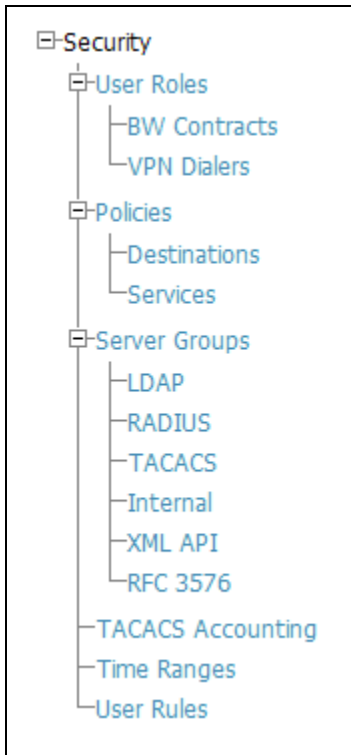 Security
User Roles
BW Contracts
VPN Dialers
Policies
Destinations
Services
Server Groups
LDAP
RADIUS
TACACS
Internal
XML API
RFC 3576
TACACS Accounting
Time Ranges
User Rules